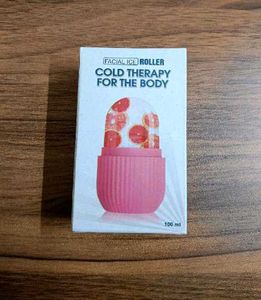 FACIAL ICE ROLLER
COLD THERAPY
FOR THE BODY
100 ml